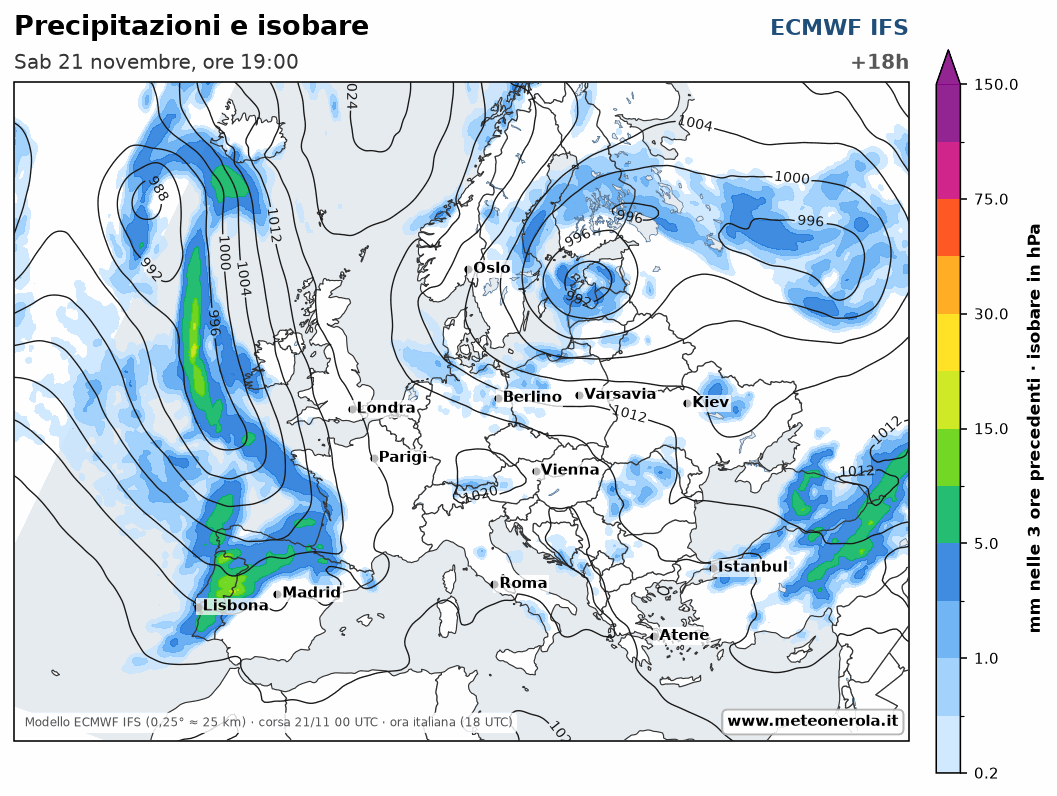 Precipitazioni e isobare
ECMWF IFS
Sab 21 novembre, ore 19:00
+18h
024
1004
988
1000
1012
996
996
996
1000
1004
992
Oslo
992
996
Londra
Berlino
Varsavia
Kiev
1012
1012
Parigi
Vienna
1012
1020
Istanbul
Roma
Madrid
Lisbona
Atene
102
Modello ECMWF IFS (0,25° ≈ 25 km) · corsa 21/11 00 UTC · ora italiana (18 UTC)
www.meteonerola.it
150.0
75.0
30.0
15.0
5.0
1.0
0.2
mm nelle 3 ore precedenti · isobare in hPa